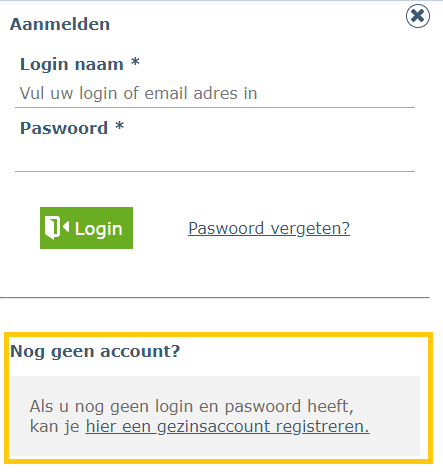 Aanmelden
Login naam *
Vul uw login of email adres in
Paswoord *
Login
Paswoord vergeten?
Nog geen account?
Als u nog geen login en paswoord heeft,
kan je hier een gezinsaccount registreren.